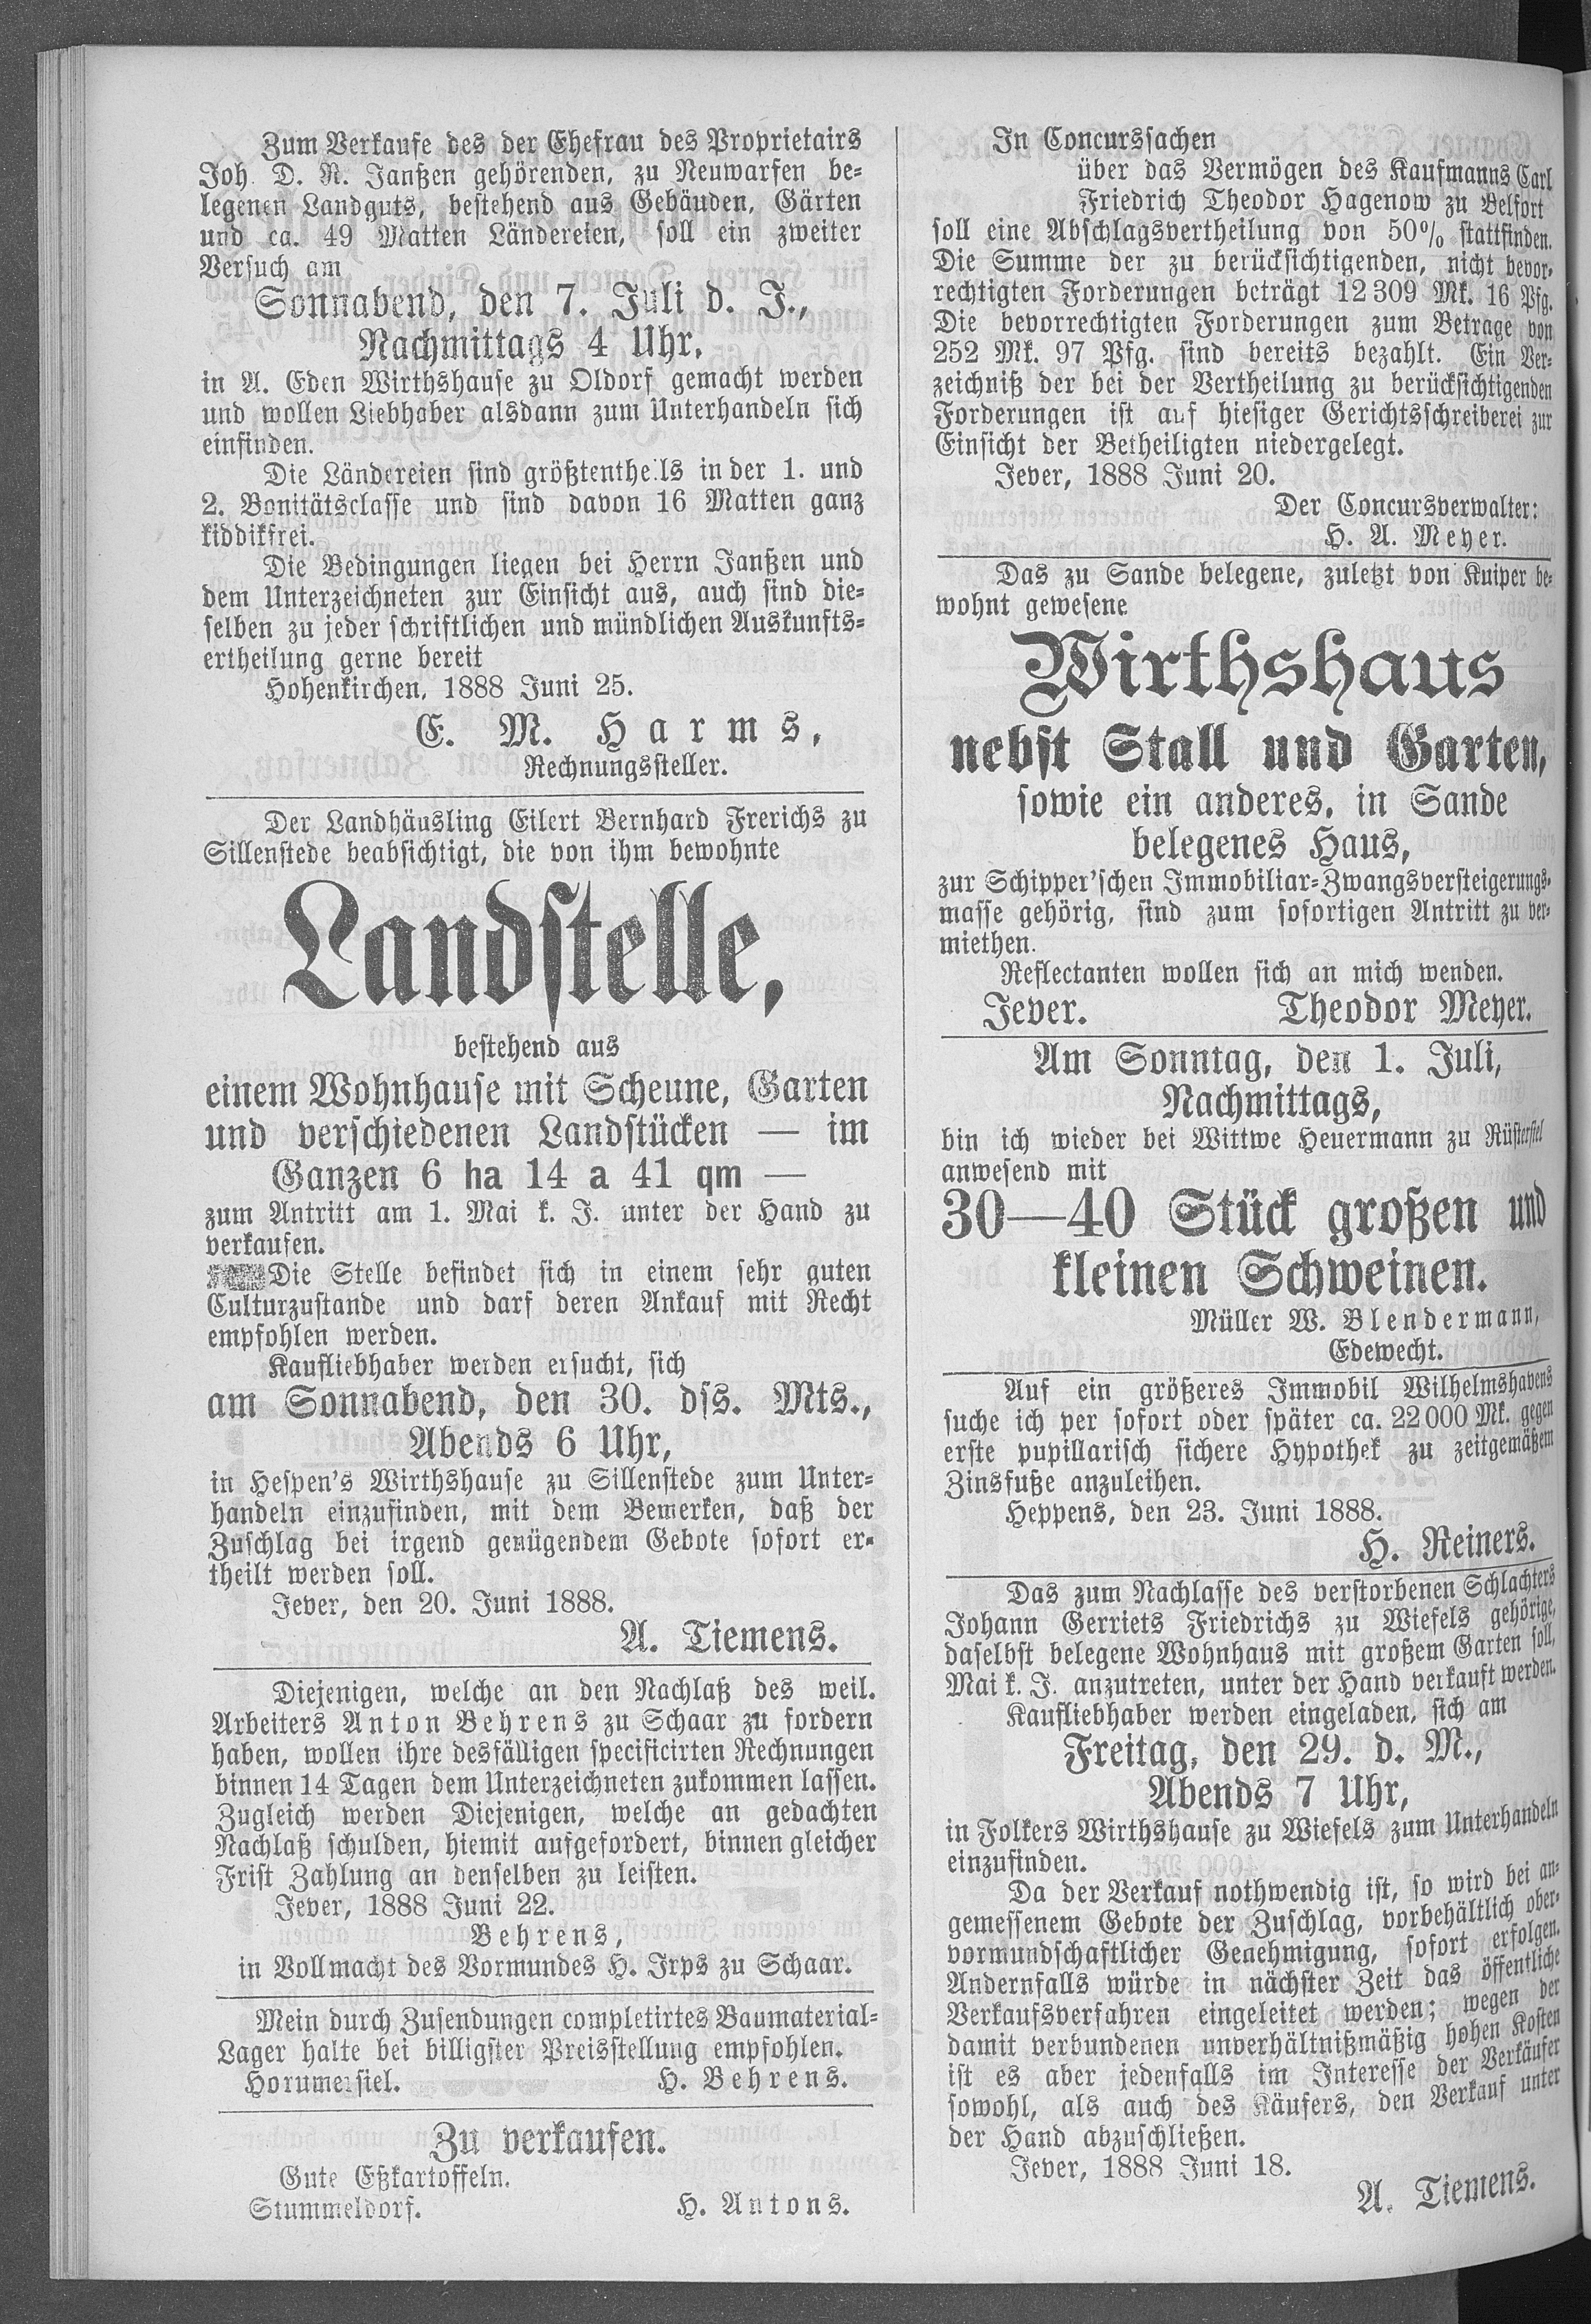 Zum Verkaufe des der Ehefrau des Proprietairs
Joh. D. R. Janßen gehörenden, zu Neuwarfen be-
legenen Landguts, bestehend aus Gebäuden, Gärten
und ca. 49 Matten Ländereien, soll ein zweiter
Versuch am
Sonnabend, den 7. Juli d. J.,
Nachmittags 4 Uhr,
in A. Eden Wirthshause zu Oldorf gemacht werden
und wollen Liebhaber alsdann zum Unterhandeln sich
einfinden.
Die Ländereien sind größtentheils in der 1. und
2. Bonitätsclasse und sind davon 16 Matten ganz
kiddikfrei.
Die Bedingungen liegen bei Herrn Janßen und
dem Unterzeichneten zur Einsicht aus, auch sind die-
selben zu jeder schriftlichen und mündlichen Auskunfts-
ertheilung gerne bereit
Hohenkirchen, 1888 Juni 25.
E. M. Harms,
Rechnungssteller.
Der Landhäusling Eilert Bernhard Frerichs zu
Sillenstede beabsichtigt, die von ihm bewohnte
Landstelle,
bestehend aus
einem Wohnhause mit Scheune, Garten
und verschiedenen Landstücken — im
Ganzen 6 ha 14 a 41 qm —
zum Antritt am 1. Mai k. J. unter der Hand zu
verkaufen.
Die Stelle befindet sich in einem sehr guten
Culturzustande und darf deren Ankauf mit Recht
empfohlen werden.
Kaufliebhaber werden ersucht, sich
am Sonnabend, den 30. dss. Mts.,
Abends 6 Uhr,
in Hespen's Wirthshause zu Sillenstede zum Unter-
handeln einzufinden, mit dem Bemerken, daß der
Zuschlag bei irgend genügendem Gebote sofort er-
theilt werden soll.
Jever, den 20. Juni 1888.
A. Tiemens.
Diejenigen, welche an den Nachlaß des weil.
Arbeiters Anton Behrens zu Schaar zu fordern
haben, wollen ihre desfälligen specificirten Rechnungen
binnen 14 Tagen dem Unterzeichneten zukommen lassen.
Zugleich werden Diejenigen, welche an gedachten
Nachlaß schulden, hiemit aufgefordert, binnen gleicher
Frist Zahlung an denselben zu leisten.
Jever, 1888 Juni 22.
Behrens,
in Vollmacht des Vormundes H. Irps zu Schaar.
Mein durch Zusendungen completirtes Baumaterial-
Lager halte bei billigster Preisstellung empfohlen.
Horumersiel. H. Behrens.
Zu verkaufen.
Gute Eßkartoffeln.
Stummeldorf. H. Antons.
In Concurssachen
über das Vermögen des Kaufmanns Carl
Friedrich Theodor Hagenow zu Belfort
soll eine Abschlagsvertheilung von 50% stattfinden.
Die Summe der zu berücksichtigenden, nicht bevor-
rechtigten Forderungen beträgt 12309 Mk. 16 Pfg.
Die bevorrechtigten Forderungen zum Betrage von
252 Mk. 97 Pfg. sind bereits bezahlt. Ein Ver-
zeichniß der bei der Vertheilung zu berücksichtigenden
Forderungen ist auf hiesiger Gerichtsschreiberei zur
Einsicht der Betheiligten niedergelegt.
Jever, 1888 Juni 20.
Der Concursverwalter:
H. A. Meyer.
Das zu Sande belegene, zuletzt von Kuiper be-
wohnt gewesene
Wirthshaus
nebst Stall und Garten,
sowie ein anderes, in Sande
belegenes Haus,
zur Schipper'schen Immobiliar-Zwangsversteigerungs-
masse gehörig, sind zum sofortigen Antritt zu ver-
miethen.
Reflectanten wollen sich an mich wenden.
Jever. Theodor Meyer.
Am Sonntag, den 1. Juli,
Nachmittags,
bin ich wieder bei Wittwe Heuermann zu Rüstersiel
anwesend mit
30—40 Stück großen und
kleinen Schweinen.
Müller W. Blendermann,
Edewecht.
Auf ein größeres Immobil Wilhelmshavens
suche ich per sofort oder später ca. 22000 Mk. gegen
erste pupillarisch sichere Hypothek zu zeitgemäßem
Zinsfuße anzuleihen.
Heppens, den 23. Juni 1888.
H. Reiners.
Das zum Nachlasse des verstorbenen Schlachters
Johann Gerriets Friedrichs zu Wiefels gehörige,
daselbst belegene Wohnhaus mit großem Garten soll,
Mai k. J. anzutreten, unter der Hand verkauft werden.
Kaufliebhaber werden eingeladen, sich am
Freitag, den 29. d. M.,
Abends 7 Uhr,
in Folkers Wirthshause zu Wiefels zum Unterhandeln
einzufinden.
Da der Verkauf nothwendig ist, so wird bei an-
gemessenem Gebote der Zuschlag, vorbehältlich ober-
vormundschaftlicher Genehmigung, sofort erfolgen.
Andernfalls würde in nächster Zeit das öffentliche
Verkaufsverfahren eingeleitet werden; wegen der
damit verbundenen unverhältnißmäßig hohen Kosten
ist es aber jedenfalls im Interesse der Verkäufer
sowohl, als auch des Käufers, den Verkauf unter
der Hand abzuschließen.
Jever, 1888 Juni 18.
A. Tiemens.